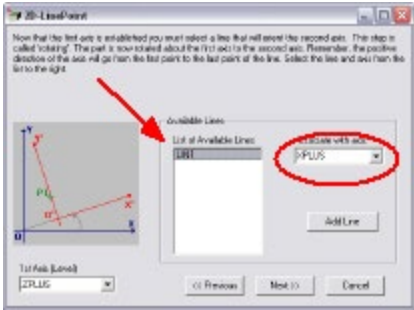 2D-LinePoint
Now that the first axis is established you must select a line that will orient the second axis. This step is
called 'rotating'. The part is now rotated about the first axis to the second axis. Remember, the positive
direction of the axis will go from the first point to the last point of the line. Select the line and axis from the
list to the right.
Available Lines
List of Available Lines:
Associate with axis:
LIN1
XPLUS
Add Line
1st Axis (Level)
ZPLUS
<< Previous
Next >>
Cancel